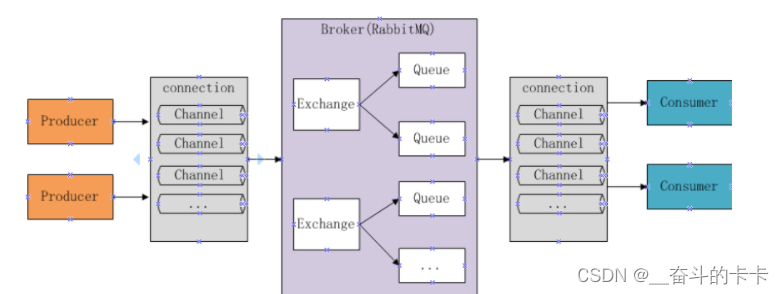 Broker(RabbitMQ)
Producer
Producer
connection
Channel
Channel
Channel
...
Exchange
Queue
Queue
Exchange
Queue
...
connection
Channel
Channel
Channel
...
Consumer
Consumer
CSDN @__奋斗的卡卡